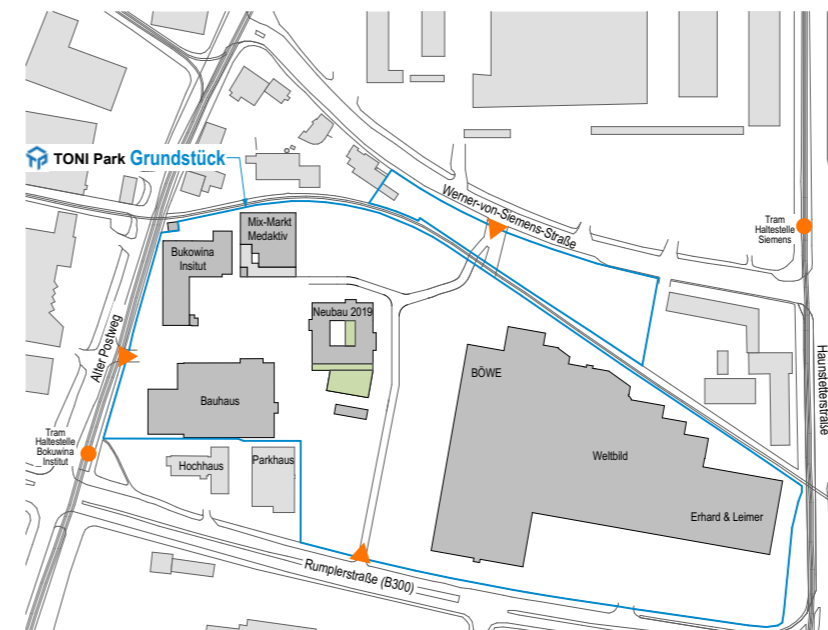 TONI Park Grundstück
Werner-von-Siemens-Straße
Tram
Haltestelle
Siemens
Mix-Markt
Medaktiv
Bukowina
Insitut
Neubau 2019
Alter Postweg
Haunstetterstraße
BÖWE
Bauhaus
Weltbild
Tram
Haltestelle
Bokuwina
Institut
Hochhaus
Parkhaus
Erhard & Leimer
Rumplerstraße (B300)